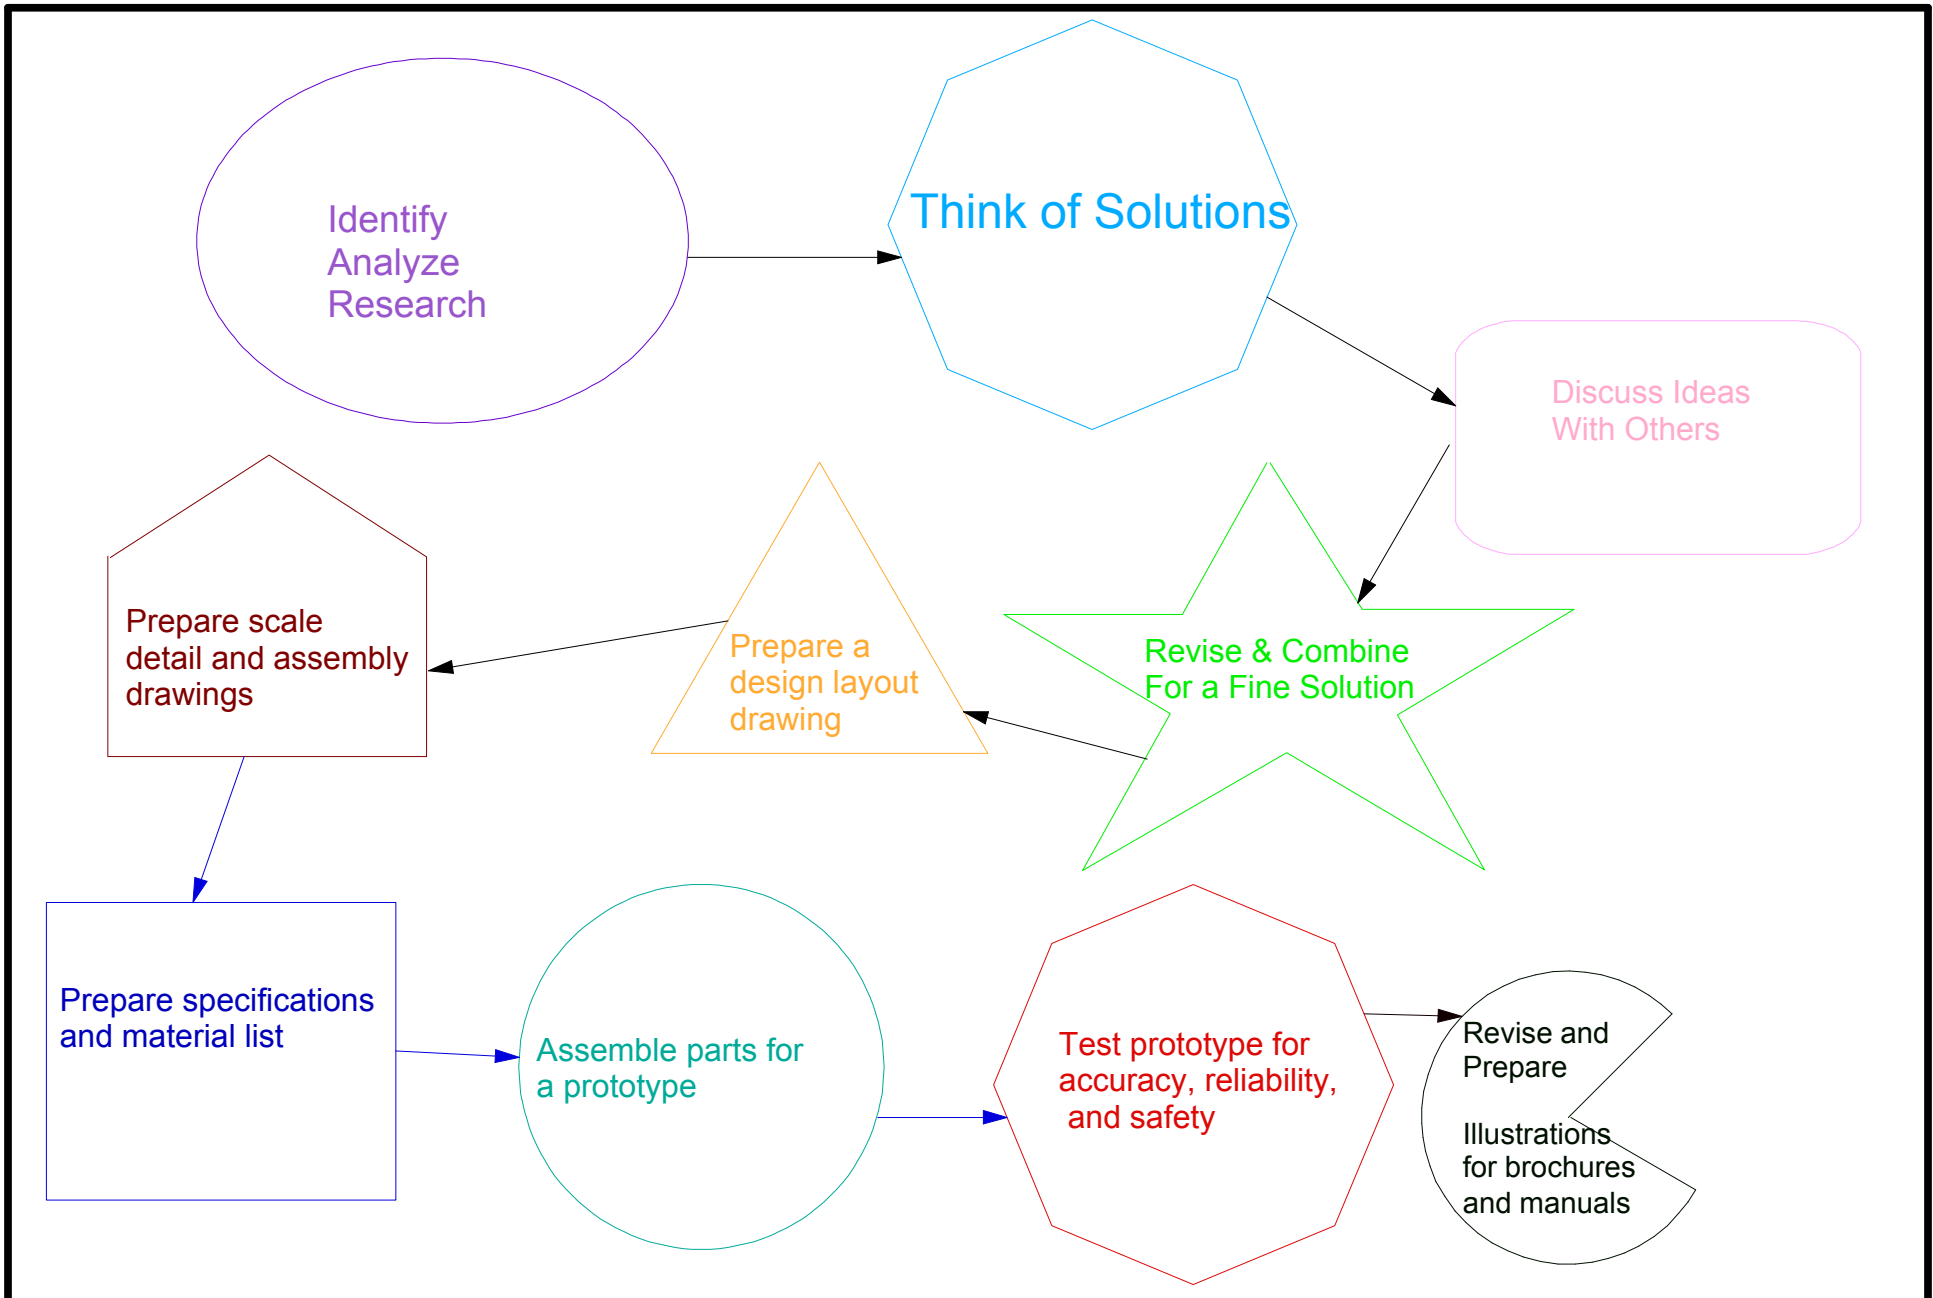 Identify
Analyze
Research
Think of Solutions
Discuss Ideas
With Others
Revise & Combine
For a Fine Solution
Prepare a
design layout
drawing
Prepare scale
detail and assembly
drawings
Prepare specifications
and material list
Assemble parts for
a prototype
Test prototype for
accuracy, reliability,
and safety
Revise and
Prepare
Illustrations
for brochures
and manuals